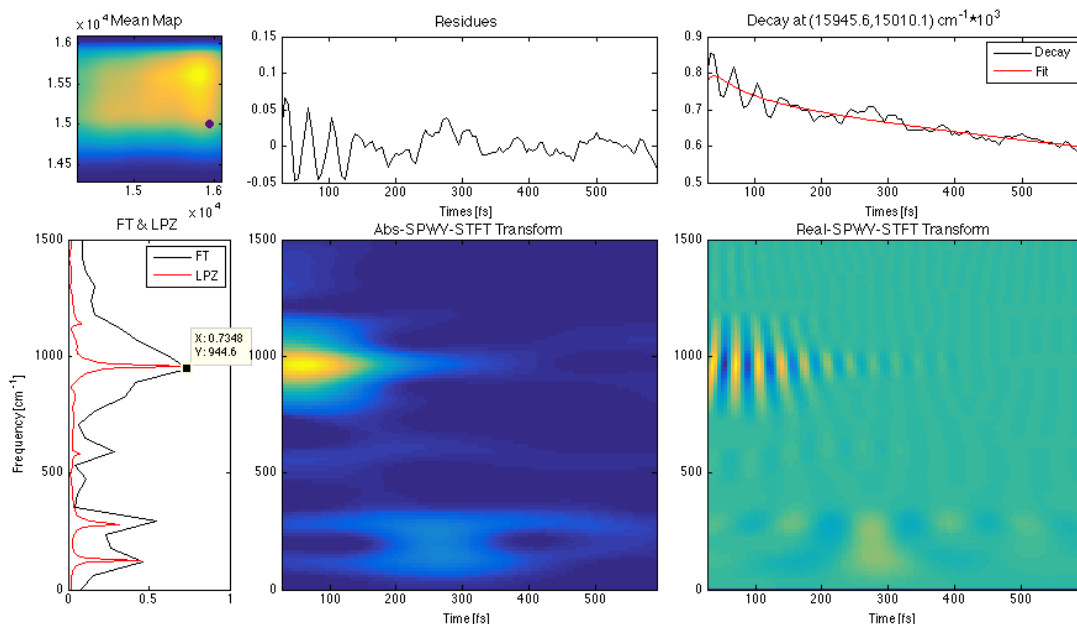 × 10⁴ Mean Map
1.6
1.55
1.5
1.45
1.5
1.6
× 10⁴
Residues
0.15
0.1
0.05
0
-0.05
100 200 300 400 500
Times [fs]
Decay at (15945.6,15010.1) cm⁻¹*10³
0.9
0.8
0.7
0.6
0.5
Decay
Fit
100 200 300 400 500
Times [fs]
FT & LPZ
Frequency [cm⁻¹]
1500
1000
500
0
FT
LPZ
X: 0.7348
Y: 944.6
0 0.5 1
Abs-SPWV-STFT Transform
1500
1000
500
0
100 200 300 400 500
Time [fs]
Real-SPWV-STFT Transform
1500
1000
500
0
100 200 300 400 500
Time [fs]